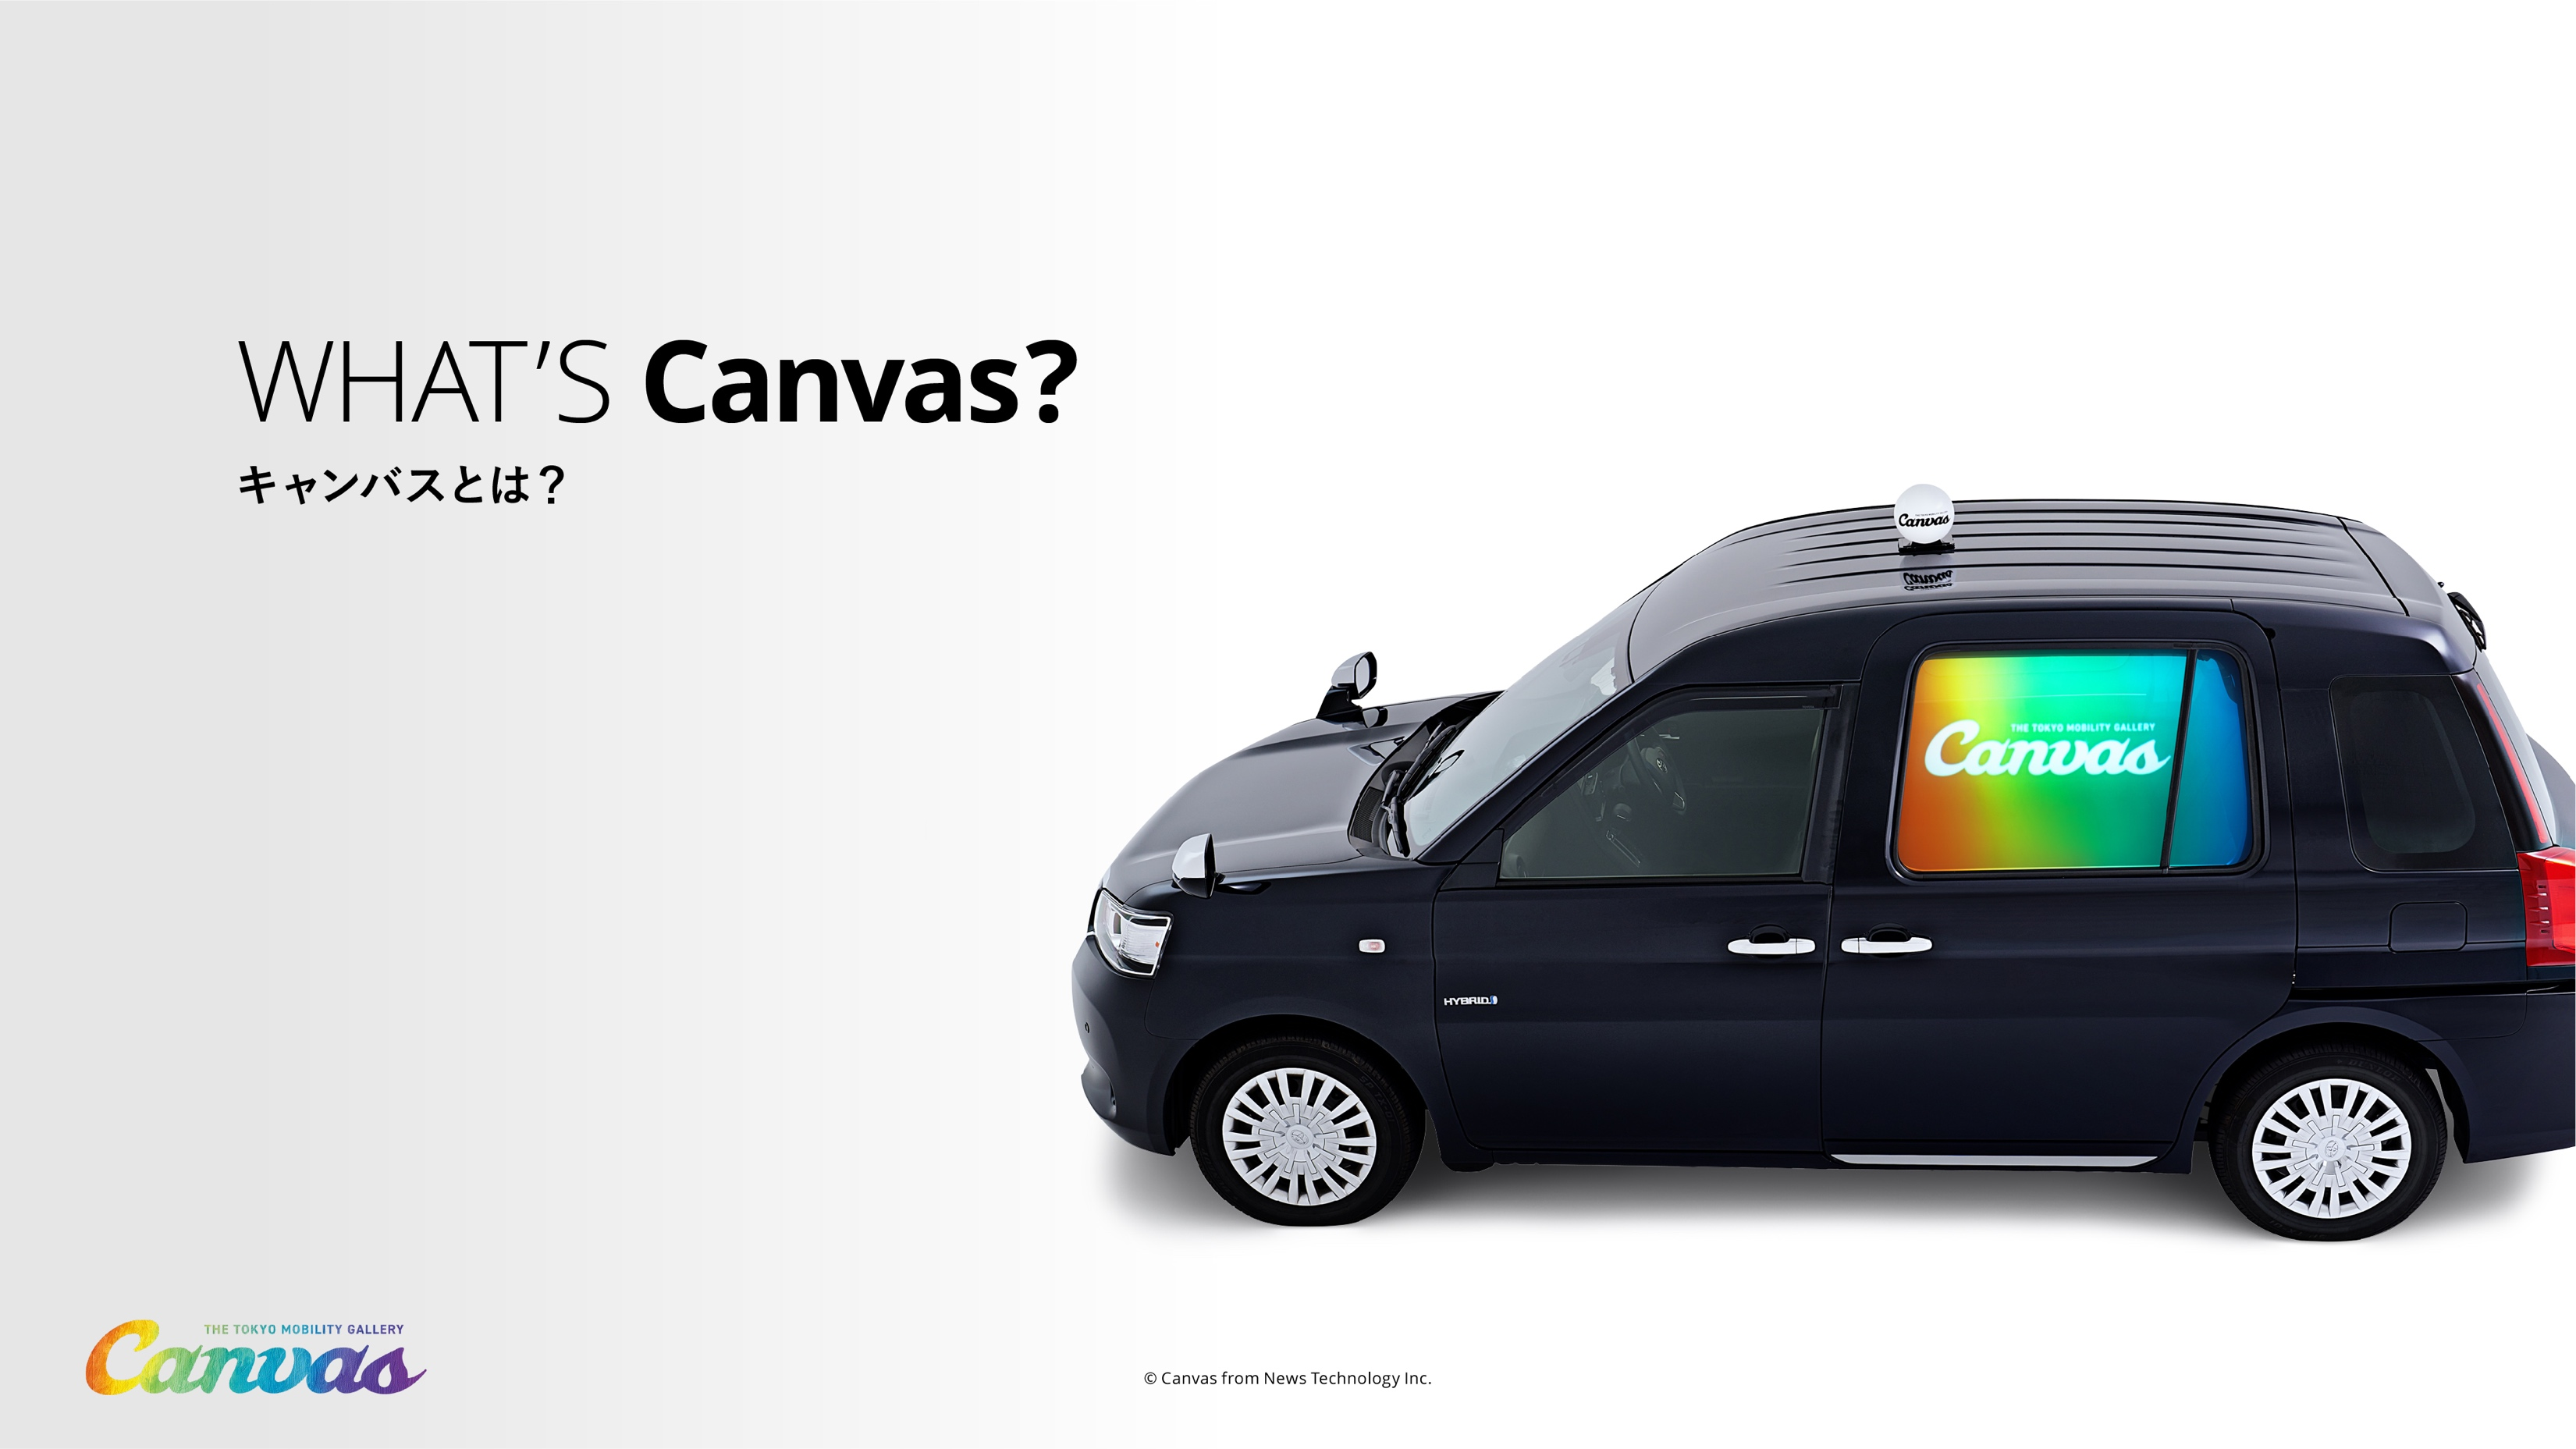 WHAT’S Canvas?
キャンバスとは？
Canvas
THE TOKYO MOBILITY GALLERY
Canvas
HYBRID
THE TOKYO MOBILITY GALLERY
Canvas
© Canvas from News Technology Inc.